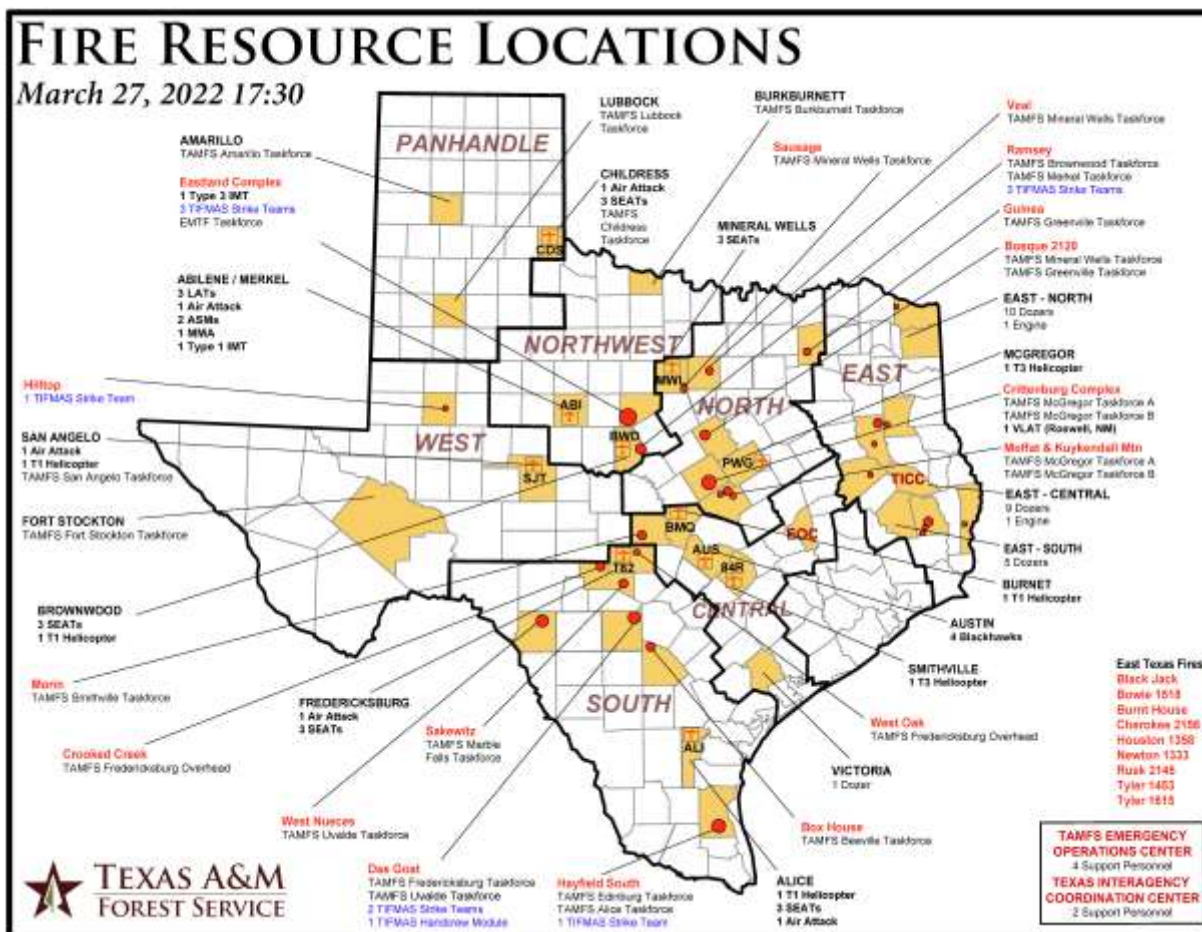 FIRE RESOURCE LOCATIONS
March 27, 2022 17:30
AMARILLO
TAMFS Amarillo Taskforce
Eastland Complex
1 Type 3 IMT
3 TIFMAS Strike Teams
EMTF Taskforce
ABILENE / MERKEL
3 LATs
1 Air Attack
2 ASMs
1 MMA
1 Type 1 IMT
Hilltop
1 TIFMAS Strike Team
SAN ANGELO
1 Air Attack
1 T1 Helicopter
TAMFS San Angelo Taskforce
FORT STOCKTON
TAMFS Fort Stockton Taskforce
BROWNWOOD
3 SEATs
1 T1 Helicopter
Marin
TAMFS Smithville Taskforce
Crooked Creek
TAMFS Fredericksburg Overhead
LUBBOCK
TAMFS Lubbock
Taskforce
CHILDRESS
1 Air Attack
3 SEATs
TAMFS
Childress
Taskforce
BURKBURNETT
TAMFS Burkburnett Taskforce
Sausage
TAMFS Mineral Wells Taskforce
MINERAL WELLS
3 SEATs
Veal
TAMFS Mineral Wells Taskforce
Ramsey
TAMFS Brownwood Taskforce
TAMFS Merkel Taskforce
3 TIFMAS Strike Teams
Guinea
TAMFS Greenville Taskforce
Bosque 2120
TAMFS Mineral Wells Taskforce
TAMFS Greenville Taskforce
EAST - NORTH
10 Dozers
1 Engine
MCGREGOR
1 T3 Helicopter
Crittenburg Complex
TAMFS McGregor Taskforce A
TAMFS McGregor Taskforce B
1 VLAT (Roswell, NM)
Moffat & Kuykendall Mtn
TAMFS McGregor Taskforce A
TAMFS McGregor Taskforce B
EAST - CENTRAL
9 Dozers
1 Engine
EAST - SOUTH
5 Dozers
BURNET
1 T1 Helicopter
AUSTIN
4 Blackhawks
SMITHVILLE
1 T3 Helicopter
West Oak
TAMFS Fredericksburg Overhead
VICTORIA
1 Dozer
Box House
TAMFS Beeville Taskforce
ALICE
1 T1 Helicopter
3 SEATs
1 Air Attack
Hayfield South
TAMFS Edinburg Taskforce
TAMFS Alice Taskforce
1 TIFMAS Strike Team
Das Goat
TAMFS Fredericksburg Taskforce
TAMFS Uvalde Taskforce
2 TIFMAS Strike Teams
1 TIFMAS Handcrew Module
West Nueces
TAMFS Uvalde Taskforce
Sakewitz
TAMFS Marble
Falls Taskforce
FREDERICKSBURG
1 Air Attack
3 SEATs
PANHANDLE
CDS
NORTHWEST
MWL
NORTH
EAST
ABI
BWD
WEST
SJT
PWG
TICC
BMQ
EOC
AUS
T82
84R
CENTRAL
SOUTH
ALI
East Texas Fires
Black Jack
Bowie 1618
Burnt House
Cherokee 2156
Houston 1358
Newton 1333
Rusk 2145
Tyler 1463
Tyler 1615
TAMFS EMERGENCY
OPERATIONS CENTER
4 Support Personnel
TEXAS INTERAGENCY
COORDINATION CENTER
2 Support Personnel
TEXAS A&M
FOREST SERVICE